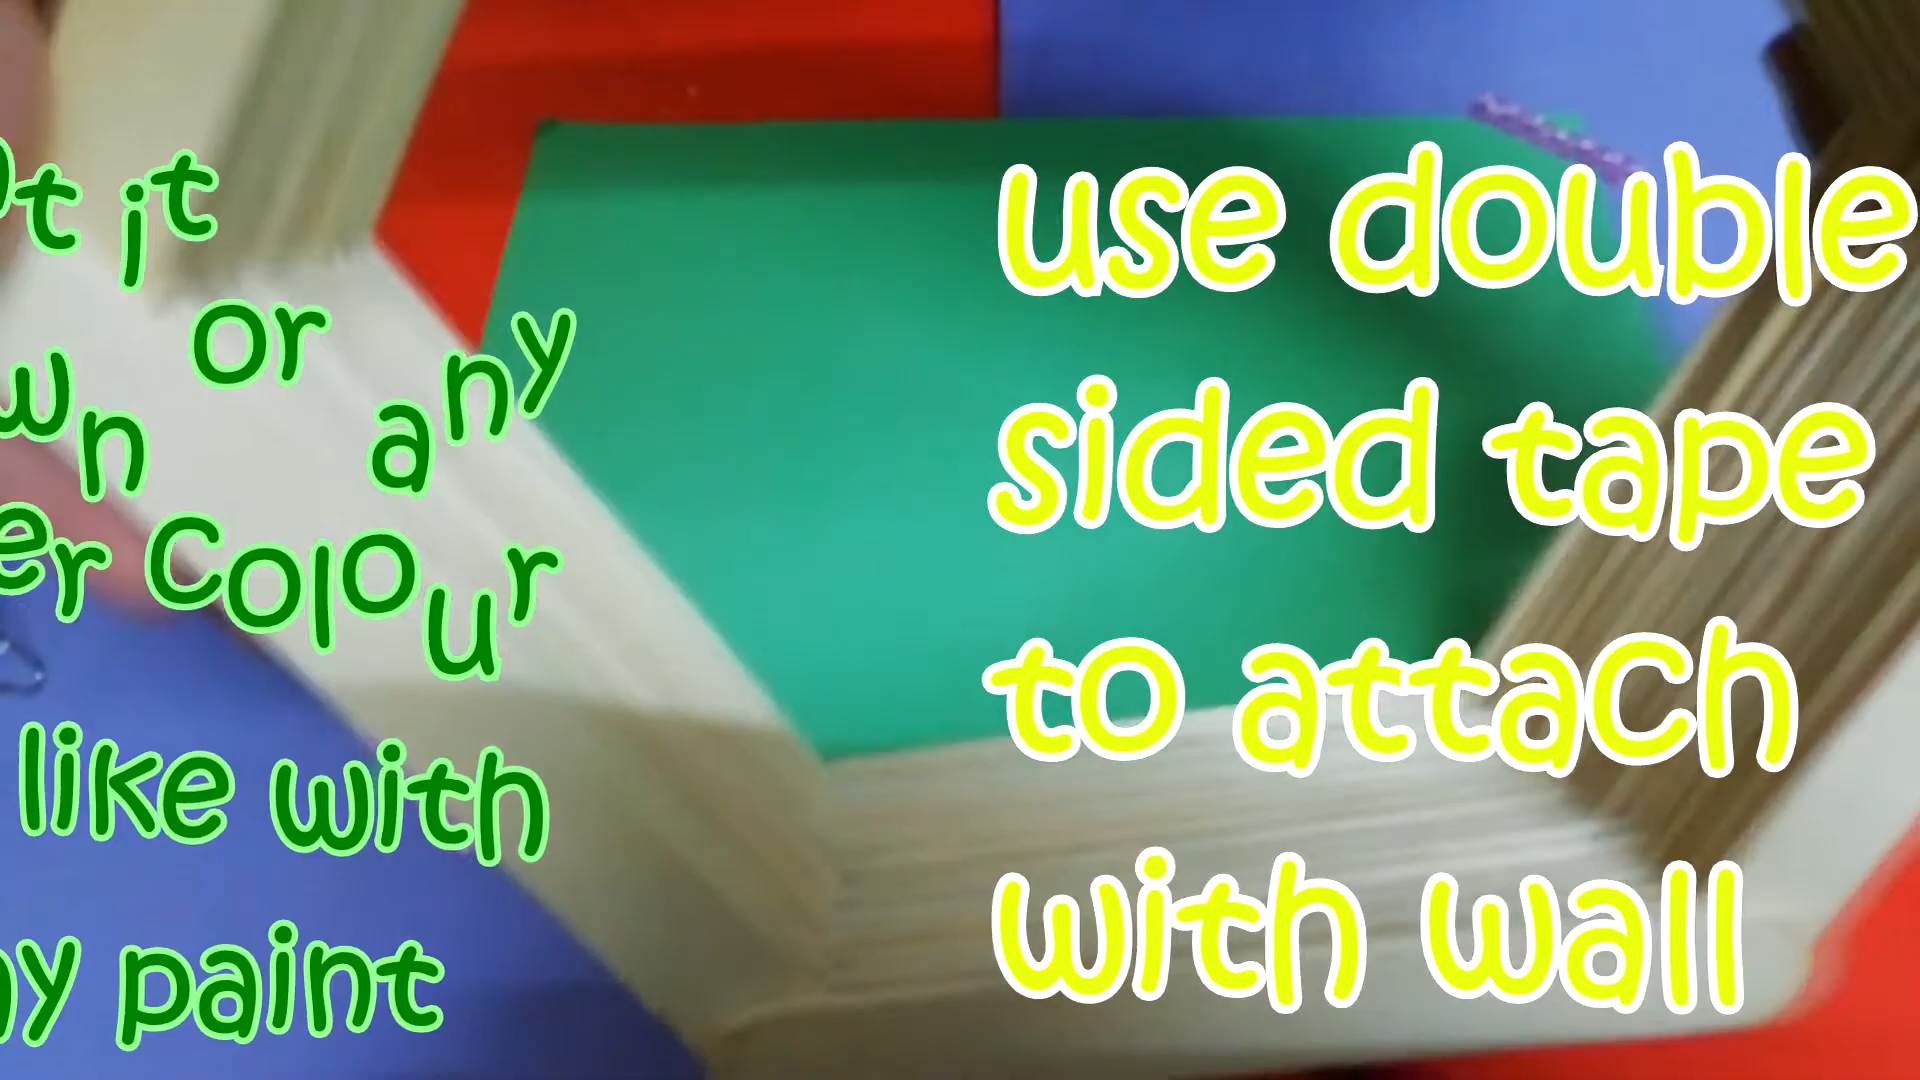 it
or any
colour
like with
paint
use double
sided tape
to attach
with wall